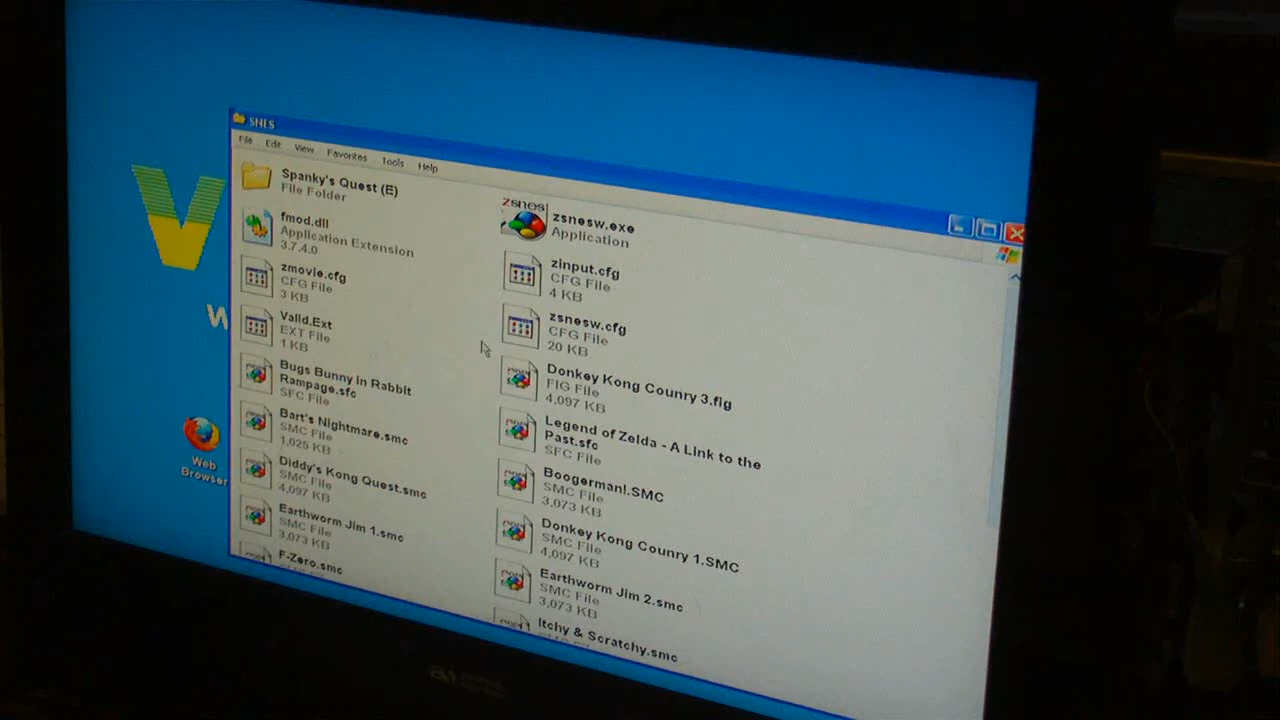 SNES
File Edit View Favorites Tools Help
Spanky's Quest (E)
File Folder
zsnes
zsnesw.exe
Application
fmod.dll
Application Extension
3.7.4.0
zinput.cfg
CFG File
4 KB
zmovie.cfg
CFG File
3 KB
zsnesw.cfg
CFG File
20 KB
Valid.Ext
EXT File
1 KB
Donkey Kong Counry 3.fig
FIG File
4,097 KB
Bugs Bunny in Rabbit
Rampage.sfc
SFC File
Legend of Zelda - A Link to the
Past.sfc
SFC File
Bart's Nightmare.smc
SMC File
1,025 KB
Boogerman!.SMC
SMC File
3,073 KB
Diddy's Kong Quest.smc
SMC File
4,097 KB
Donkey Kong Counry 1.SMC
SMC File
4,097 KB
Earthworm Jim 1.smc
SMC File
3,073 KB
Earthworm Jim 2.smc
SMC File
3,073 KB
F-Zero.smc
Itchy & Scratchy.smc
V
W
Web
Browser